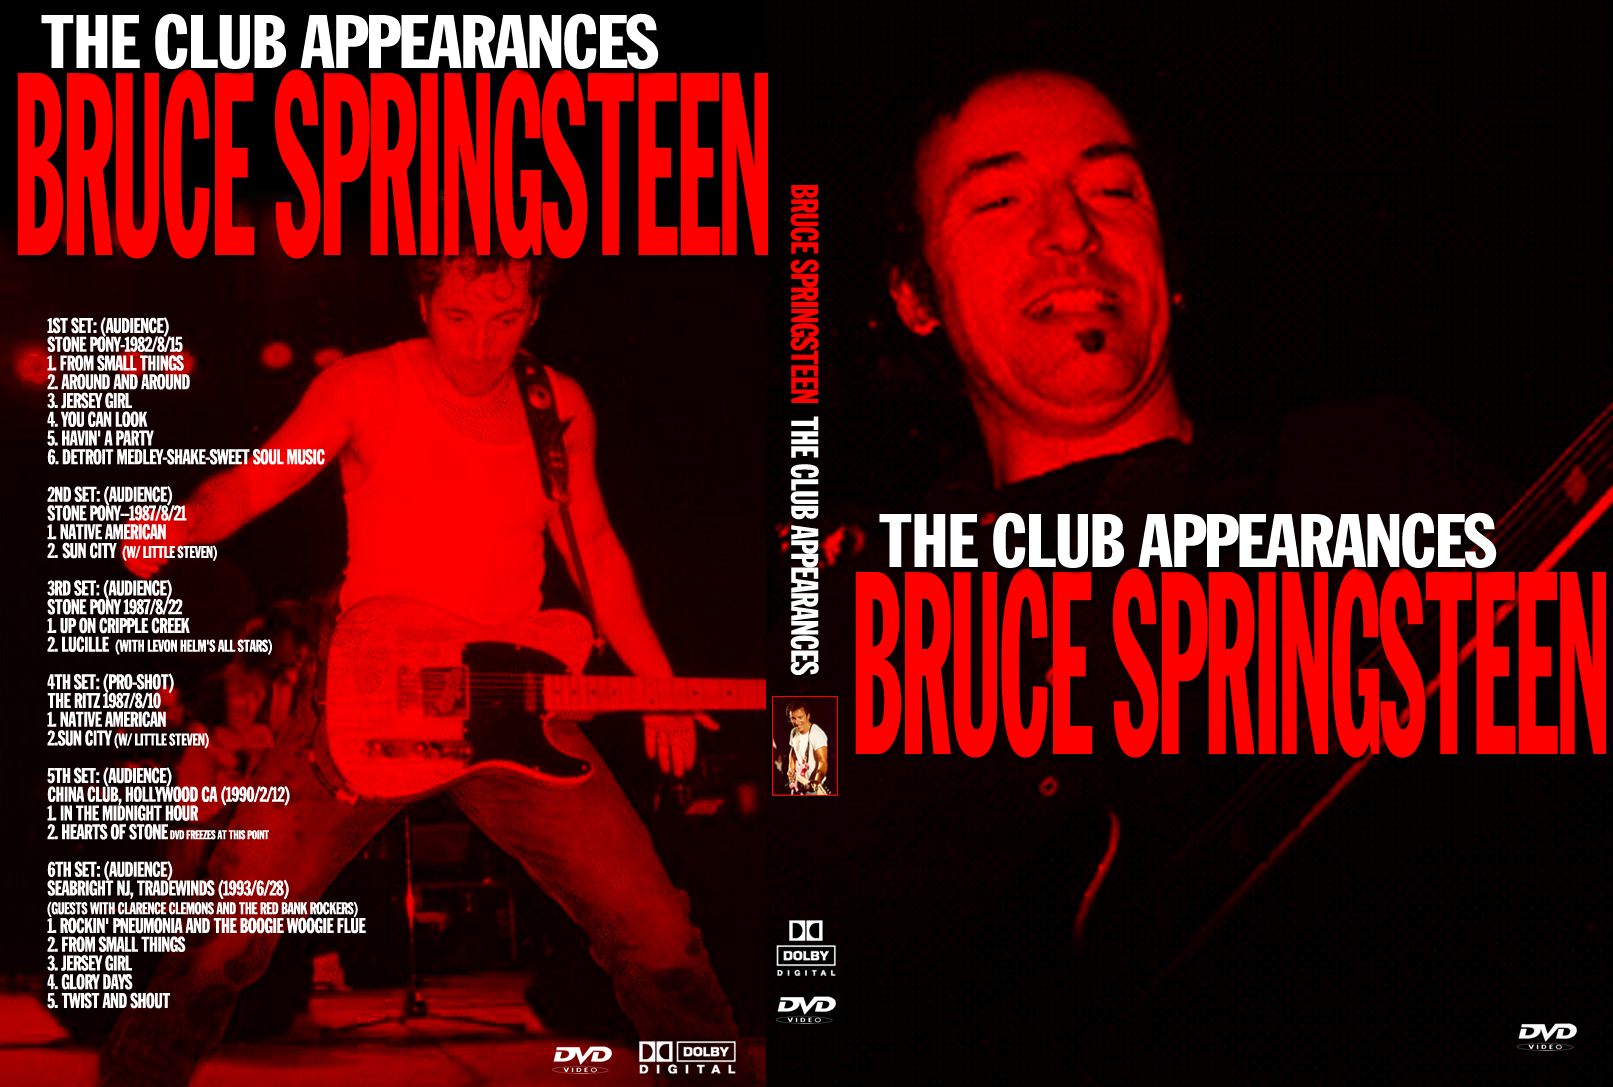 THE CLUB APPEARANCES
BRUCE SPRINGSTEEN
1ST SET: (AUDIENCE)
STONE PONY-1982/8/15
1. FROM SMALL THINGS
2. AROUND AND AROUND
3. JERSEY GIRL
4. YOU CAN LOOK
5. HAVIN' A PARTY
6. DETROIT MEDLEY-SHAKE-SWEET SOUL MUSIC
2ND SET: (AUDIENCE)
STONE PONY--1987/8/21
1. NATIVE AMERICAN
2. SUN CITY (W/ LITTLE STEVEN)
3RD SET: (AUDIENCE)
STONE PONY 1987/8/22
1. UP ON CRIPPLE CREEK
2. LUCILLE (WITH LEVON HELM'S ALL STARS)
4TH SET: (PRO-SHOT)
THE RITZ 1987/8/10
1. NATIVE AMERICAN
2.SUN CITY (W/ LITTLE STEVEN)
5TH SET: (AUDIENCE)
CHINA CLUB, HOLLYWOOD CA (1990/2/12)
1. IN THE MIDNIGHT HOUR
2. HEARTS OF STONE DVD FREEZES AT THIS POINT
6TH SET: (AUDIENCE)
SEABRIGHT NJ, TRADEWINDS (1993/6/28)
(GUESTS WITH CLARENCE CLEMONS AND THE RED BANK ROCKERS)
1. ROCKIN' PNEUMONIA AND THE BOOGIE WOOGIE FLUE
2. FROM SMALL THINGS
3. JERSEY GIRL
4. GLORY DAYS
5. TWIST AND SHOUT
DVD
VIDEO
DOLBY
DIGITAL
BRUCE SPRINGSTEEN THE CLUB APPEARANCES
DOLBY
DIGITAL
DVD
VIDEO
THE CLUB APPEARANCES
BRUCE SPRINGSTEEN
DVD
VIDEO